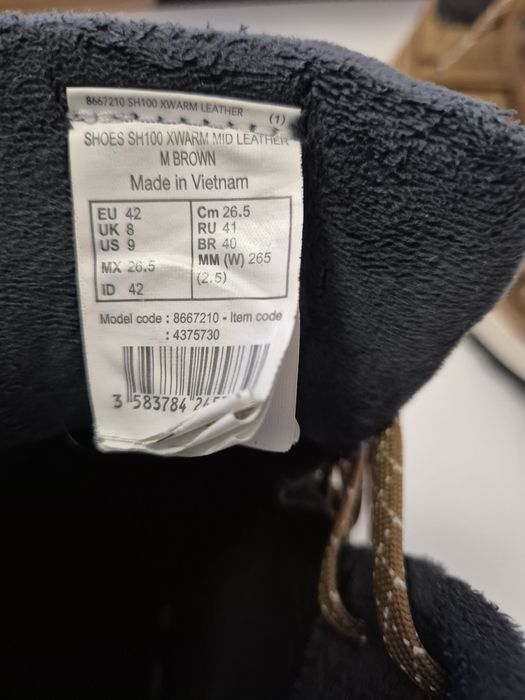 8667210 SH100 XWARM LEATHER (1)
SHOES SH100 XWARM MID LEATHER
M BROWN
Made in Vietnam
EU 42
UK 8
US 9
MX 26.5
ID 42
Cm 26.5
RU 41
BR 40
MM (W) 265
(2.5)
Model code : 8667210 - Item code
: 4375730
3 583784